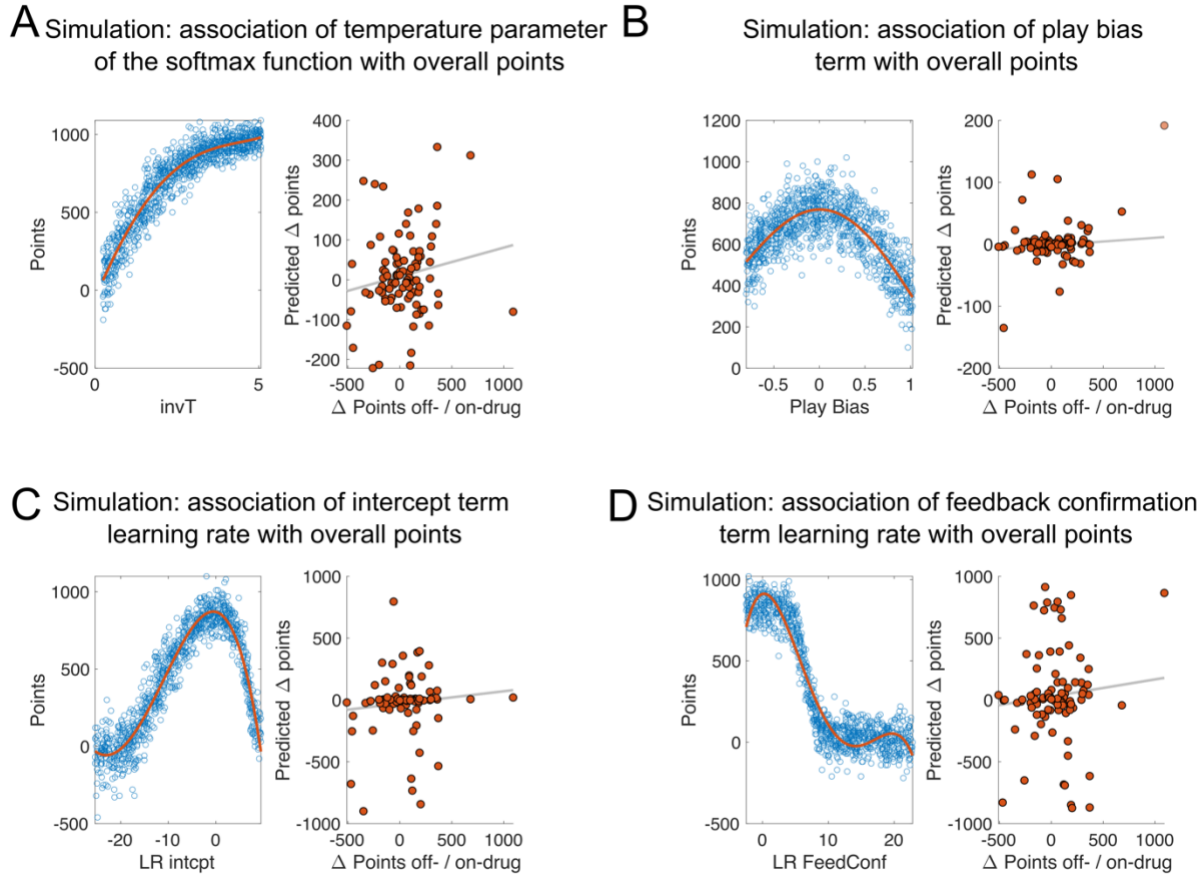 A Simulation: association of temperature parameter
of the softmax function with overall points
1000
500
0
-500
Points
0
5
invT
400
300
200
100
0
-100
-200
Predicted Δ points
-500
0
500
1000
Δ Points off- / on-drug
B Simulation: association of play bias
term with overall points
1200
1000
800
600
400
200
0
Points
-0.5
0
0.5
1
Play Bias
200
100
0
-100
-200
Predicted Δ points
-500
0
500
1000
Δ Points off- / on-drug
C Simulation: association of intercept term
learning rate with overall points
1000
500
0
-500
Points
-20
-10
0
LR intcpt
1000
500
0
-500
-1000
Predicted Δ points
-500
0
500
1000
Δ Points off- / on-drug
D Simulation: association of feedback confirmation
term learning rate with overall points
1000
500
0
-500
Points
0
10
20
LR FeedConf
1000
500
0
-500
-1000
Predicted Δ points
-500
0
500
1000
Δ Points off- / on-drug